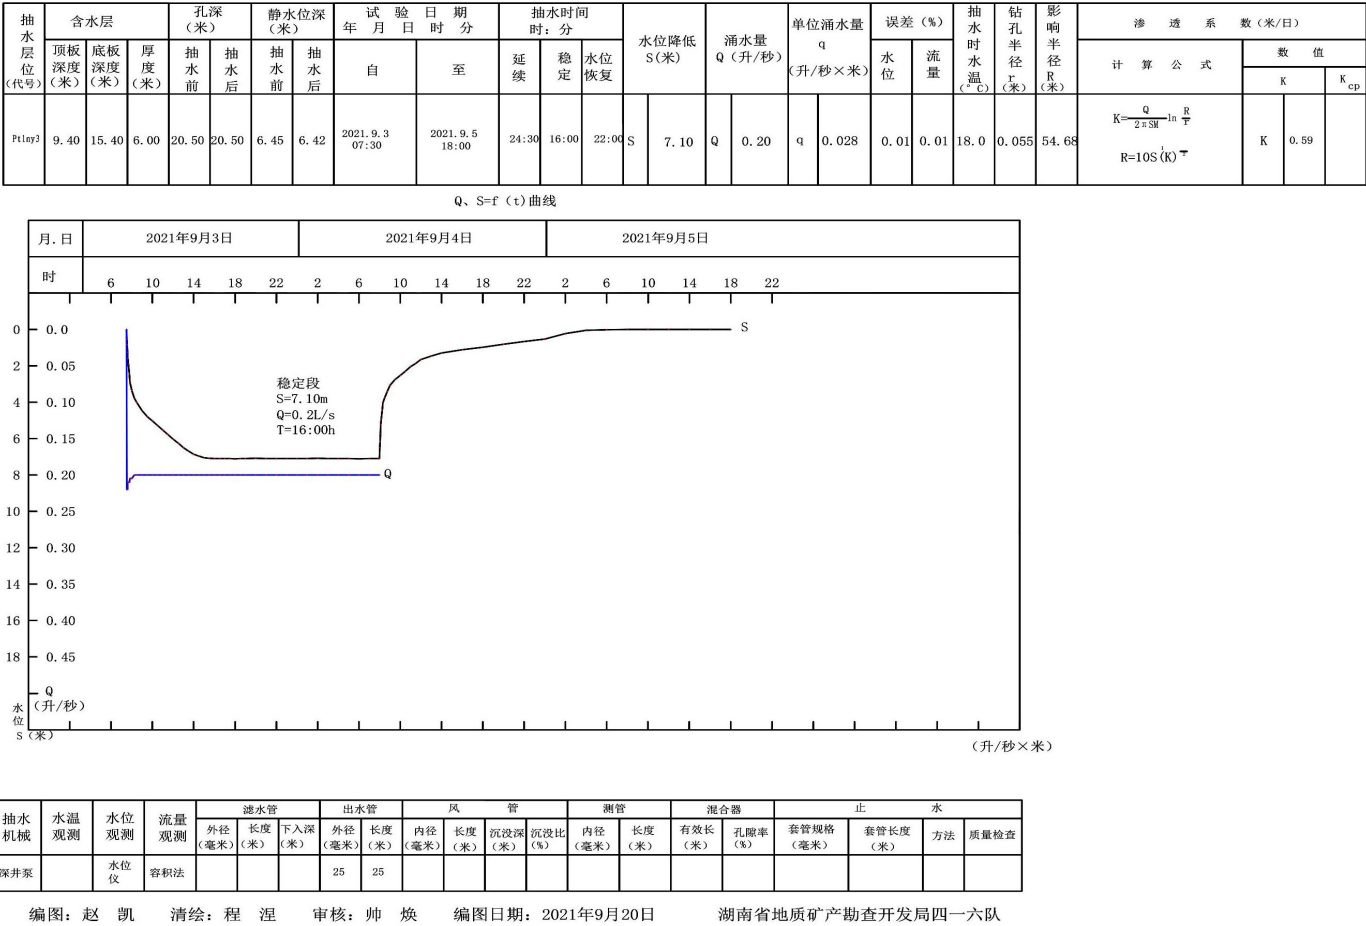 抽水层位(代号) 含水层 孔深(米) 静水位深(米) 试 验 日 期 年 月 日 时 分 抽水时间 时：分 水位降低 S(米) 涌水量 Q（升/秒） 单位涌水量 q （升/秒×米） 误差（%） 抽水时水温(°C) 钻孔半径r(米) 影响半径R(米) 渗 透 系 数（米/日）
顶板深度（米） 底板深度（米） 厚度（米） 抽水前 抽水后 抽水前 抽水后 自 至 延续 稳定 水位恢复 水位 流量 计 算 公 式 数 值
K Kcp
Ptlny3 9.40 15.40 6.00 20.50 20.50 6.45 6.42 2021.9.3 07:30 2021.9.5 18:00 24:30 16:00 22:00 S 7.10 Q 0.20 q 0.028 0.01 0.01 18.0 0.055 54.68 K=Q/2πSM ln R/r K 0.59
R=10S(K)
Q、S=f（t)曲线
月.日 2021年9月3日 2021年9月4日 2021年9月5日
时 6 10 14 18 22 2 6 10 14 18 22 2 6 10 14 18 22
0 0.0 S
2 0.05
稳定段
S=7.10m
4 0.10
Q=0.2L/s
T=16:00h
6 0.15
8 0.20 Q
10 0.25
12 0.30
14 0.35
16 0.40
18 0.45
Q
（升/秒）
水位
S（米）
（升/秒×米）
抽水机械 水温观测 水位观测 流量观测 滤水管 出水管 风 管 测管 混合器 止 水
外径（毫米） 长度（米） 下入深（米） 外径（毫米） 长度（米） 内径（毫米） 长度（米） 沉没深（米） 沉没比(%) 内径（毫米） 长度（米） 有效长（米） 孔隙率(%) 套管规格（毫米） 套管长度（米） 方法 质量检查
深井泵 水位仪 容积法 25 25
编图：赵 凯 清绘：程 涅 审核：帅 焕 编图日期：2021年9月20日 湖南省地质矿产勘查开发局四一六队